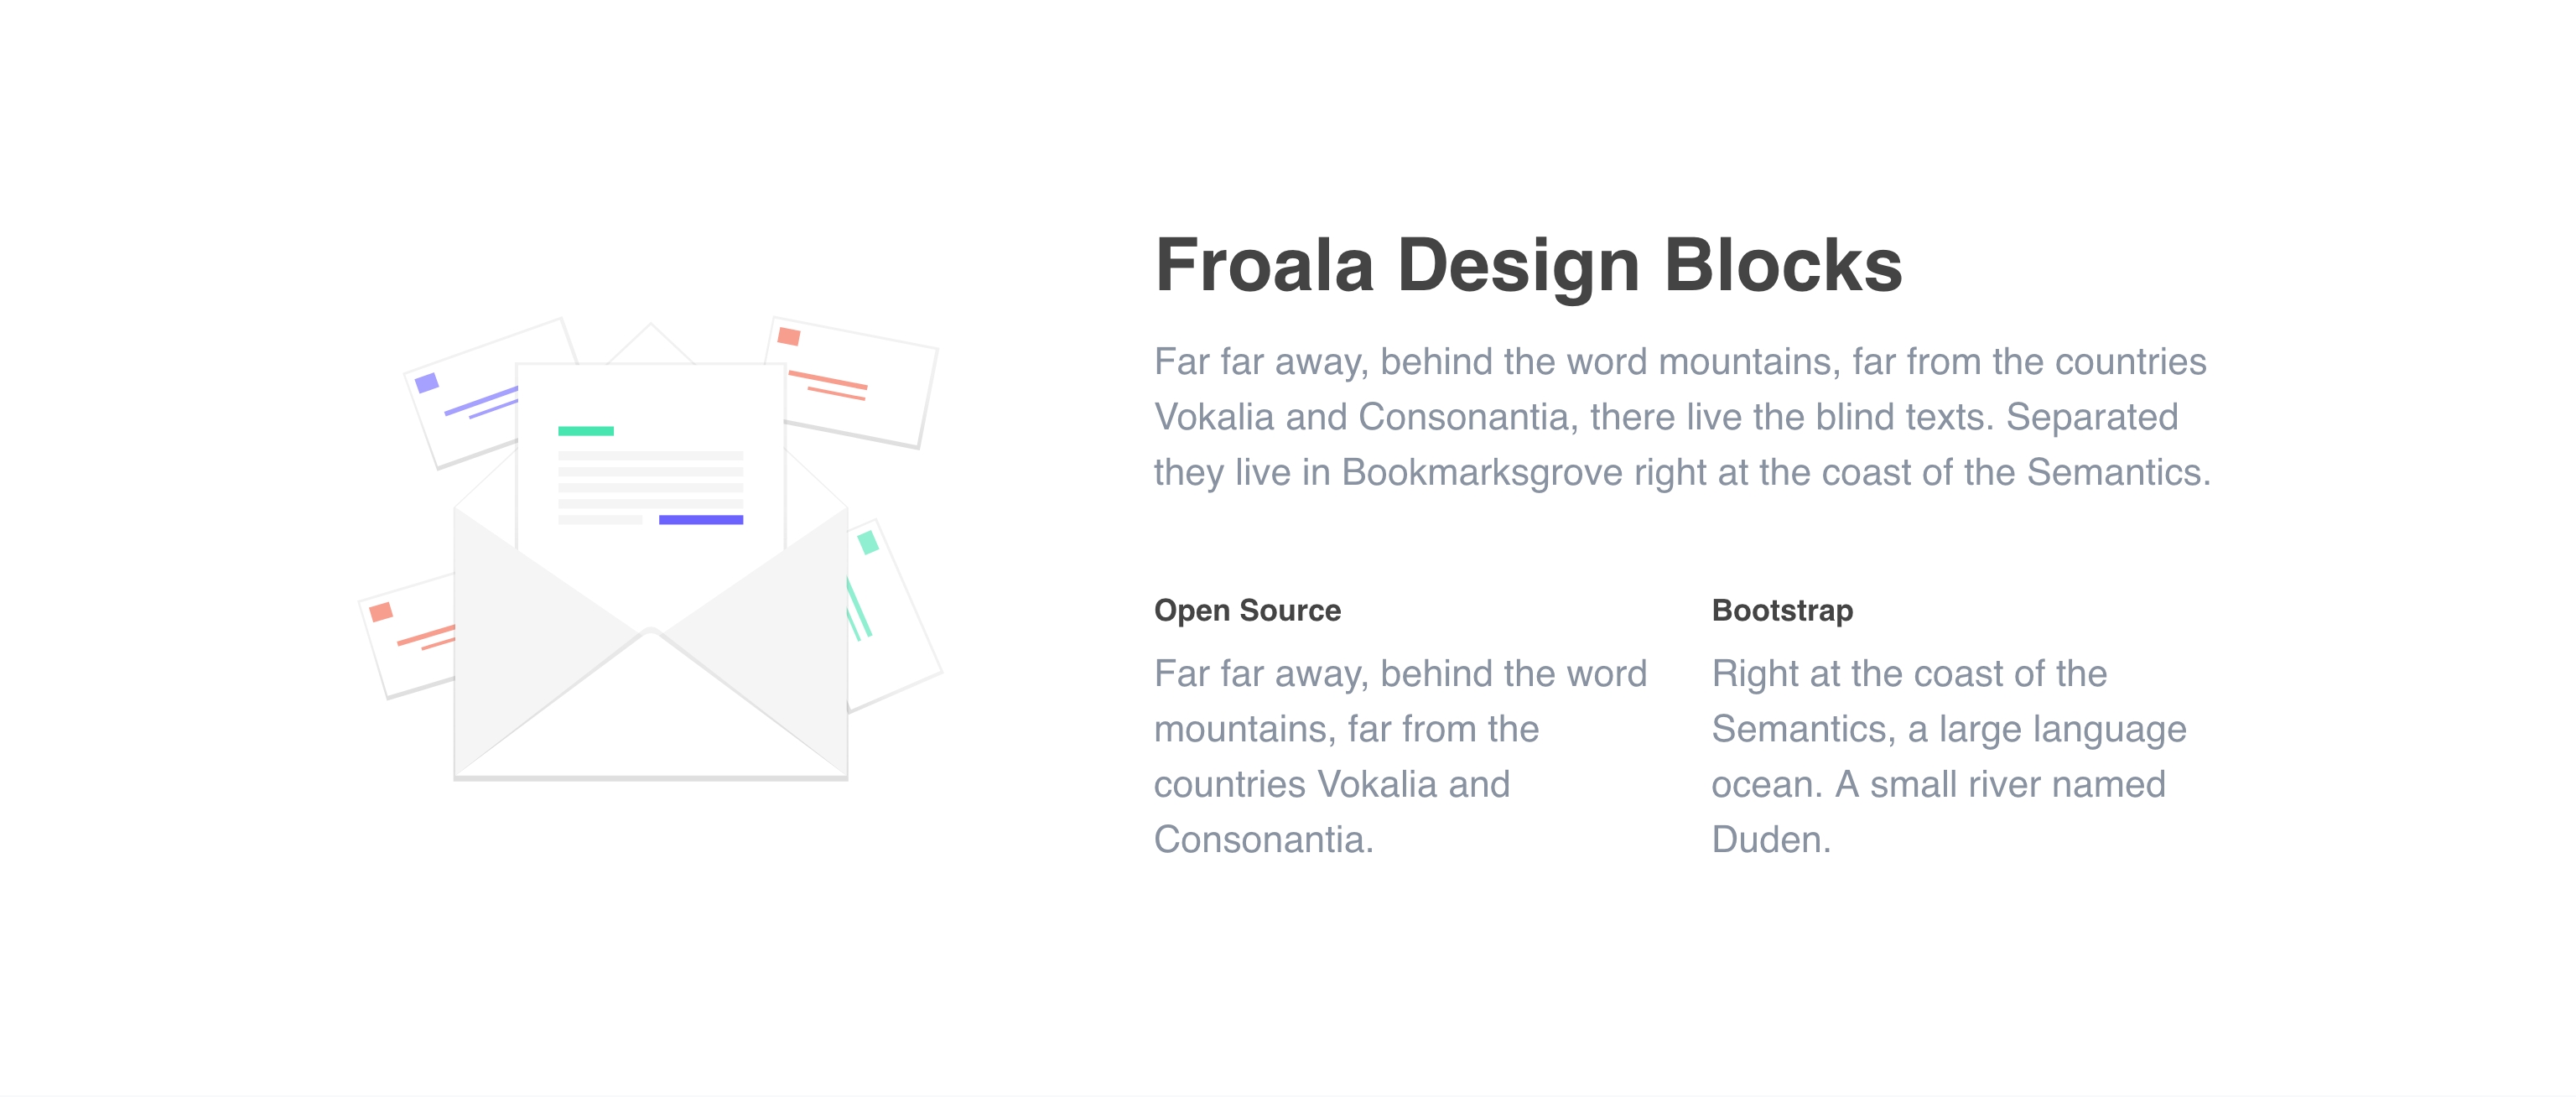 Froala Design Blocks
Far far away, behind the word mountains, far from the countries
Vokalia and Consonantia, there live the blind texts. Separated
they live in Bookmarksgrove right at the coast of the Semantics.
Open Source
Far far away, behind the word
mountains, far from the
countries Vokalia and
Consonantia.
Bootstrap
Right at the coast of the
Semantics, a large language
ocean. A small river named
Duden.